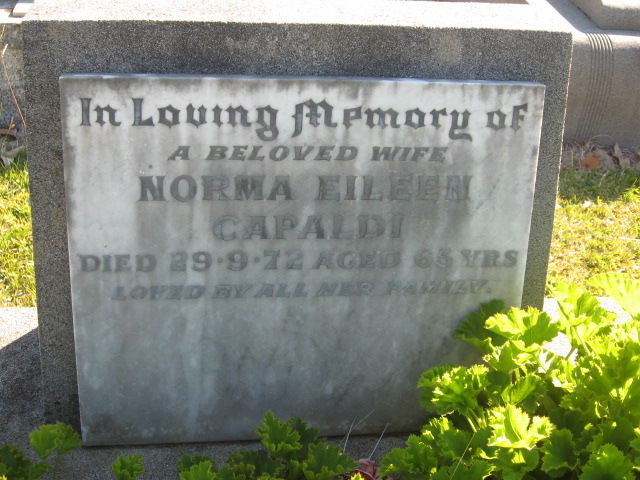 In Loving Memory of
A BELOVED WIFE
NORMA EILEEN
CAPALDI
DIED 29·9·72 AGED 63 YRS
LOVED BY ALL HER FAMILY.